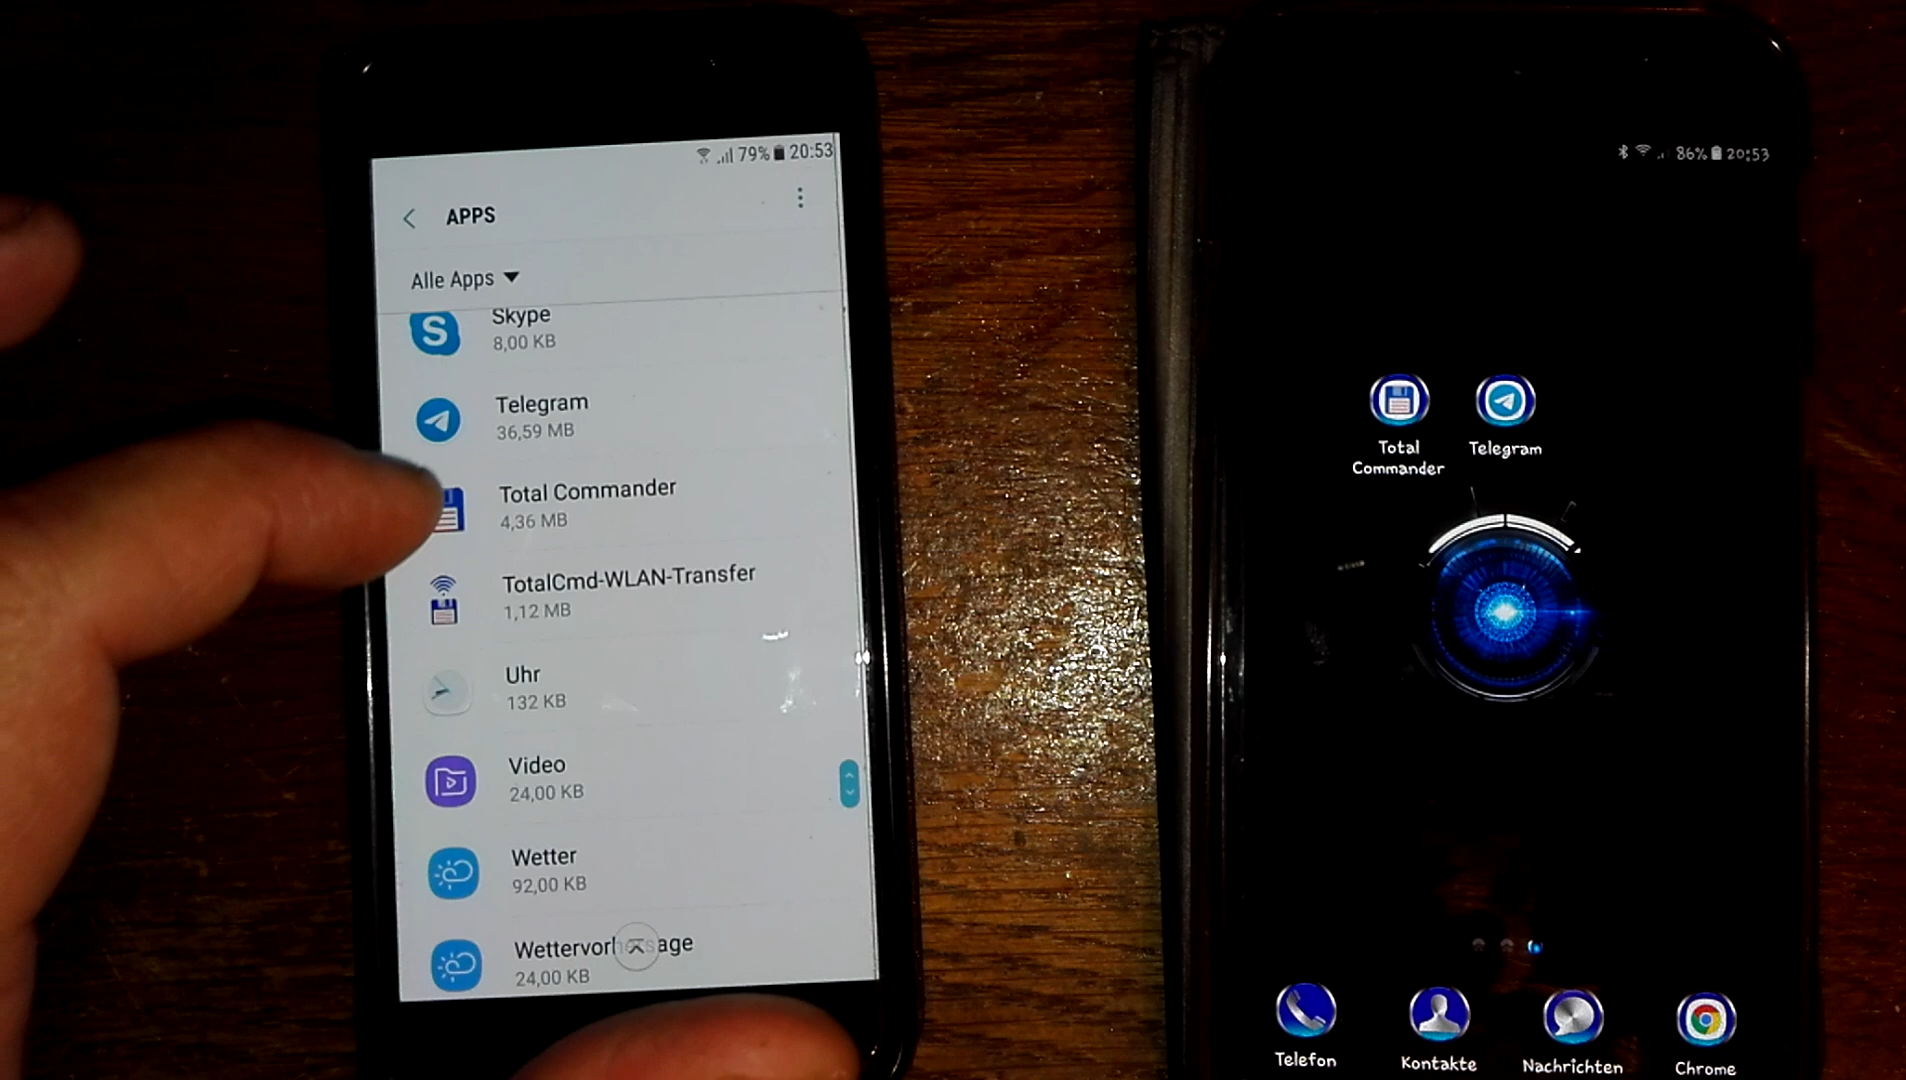 79% 20:53
APPS
Alle Apps
Skype
8,00 KB
Telegram
36,59 MB
Total Commander
4,36 MB
TotalCmd-WLAN-Transfer
1,12 MB
Uhr
132 KB
Video
24,00 KB
Wetter
92,00 KB
Wettervorhersage
24,00 KB
86% 20:53
Total
Commander
Telegram
Telefon
Kontakte
Nachrichten
Chrome